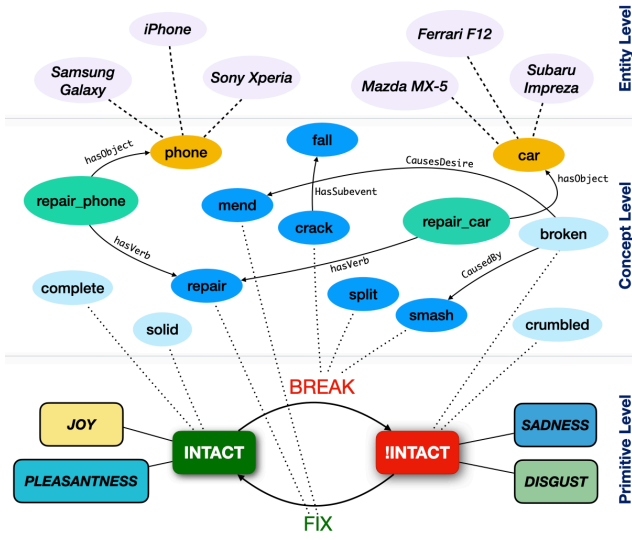 iPhone
Ferrari F12
Samsung
Galaxy
Sony Xperia
Mazda MX-5
Subaru
Impreza
Entity Level
fall
phone
car
hasObject
CausesDesire
hasObject
HasSubevent
repair_phone
mend
crack
repair_car
broken
hasVerb
hasVerb
CausedBy
complete
repair
split
solid
smash
crumbled
Concept Level
BREAK
JOY
INTACT
!INTACT
SADNESS
PLEASANTNESS
DISGUST
FIX
Primitive Level